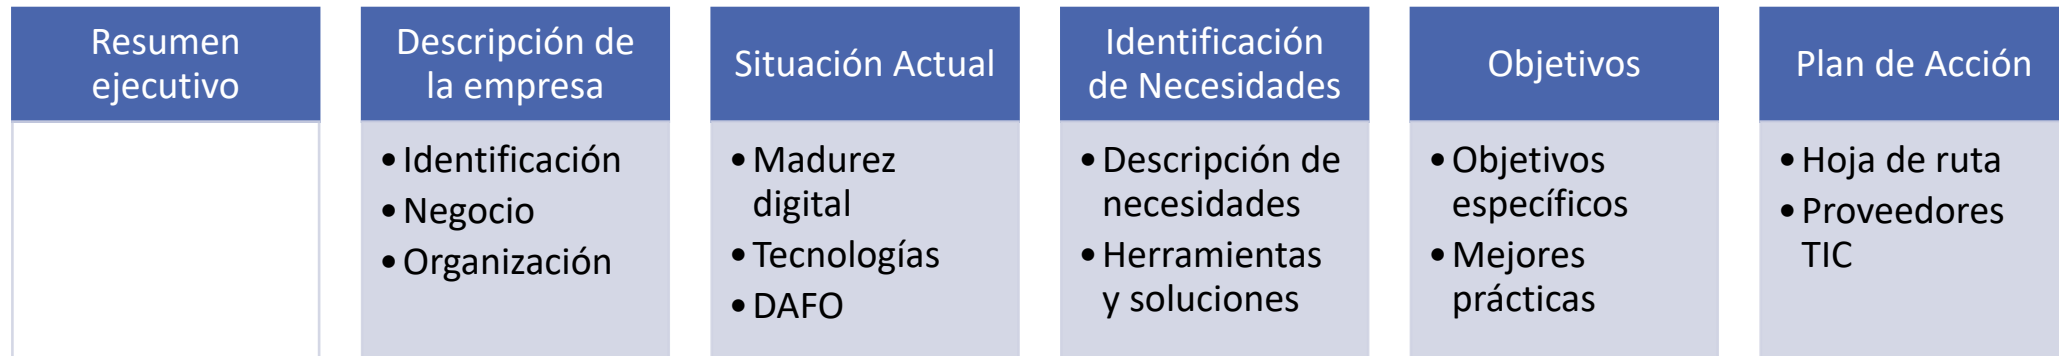 Resumen
ejecutivo
Descripción de
la empresa
• Identificación
• Negocio
• Organización
Situación Actual
• Madurez
digital
• Tecnologías
• DAFO
Identificación
de Necesidades
• Descripción de
necesidades
• Herramientas
y soluciones
Objetivos
• Objetivos
específicos
• Mejores
prácticas
Plan de Acción
• Hoja de ruta
• Proveedores
TIC